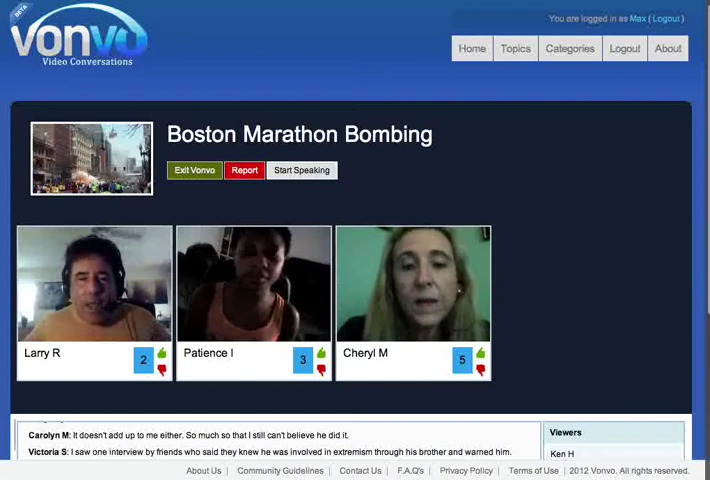 BETA
You are logged in as Max ( Logout )
vonvo
Video Conversations
Home Topics Categories Logout About
Boston Marathon Bombing
Exit Vonvo Report Start Speaking
Larry R 2 Patience I 3 Cheryl M 5
Carolyn M: It doesn't add up to me either. So much so that I still can't believe he did it.
Victoria S: I saw one interview by friends who said they knew he was involved in extremism through his brother and warned him.
Viewers
Ken H
About Us | Community Guidelines | Contact Us | F.A.Q's | Privacy Policy | Terms of Use | 2012 Vonvo. All rights reserved.